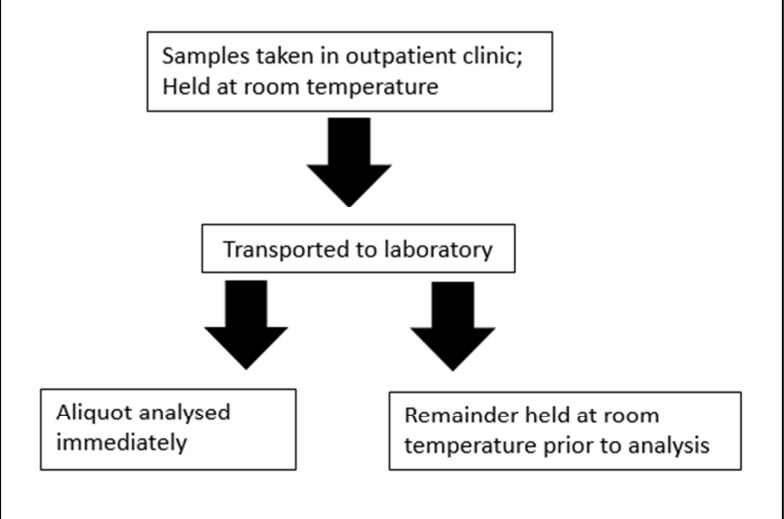 Samples taken in outpatient clinic;
Held at room temperature
Transported to laboratory
Aliquot analysed
immediately
Remainder held at room
temperature prior to analysis